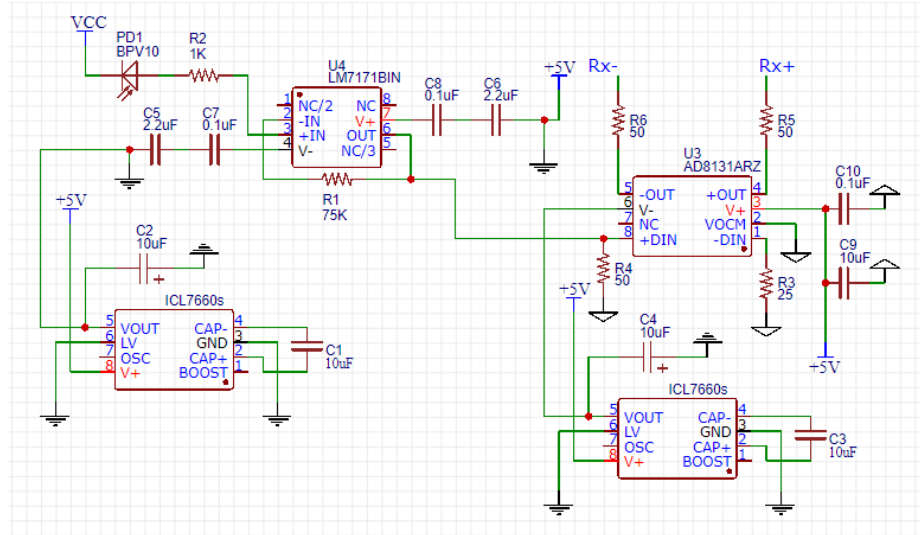 VCC
PD1
BPV10
R2
1K
U4
LM7171BIN
1 NC/2 NC 8
2 -IN V+ 7
3 +IN OUT 6
4 V- NC/3 5
C5
2.2uF
C7
0.1uF
C8
0.1uF
C6
2.2uF
+5V
R1
75K
Rx-
Rx+
R6
50
R5
50
U3
AD8131ARZ
5 -OUT +OUT 4
6 V- V+ 3
7 NC VOCM 2
8 +DIN -DIN 1
C10
0.1uF
C9
10uF
R4
50
R3
25
+5V
+5V
C2
10uF
ICL7660s
5 VOUT CAP- 4
6 LV GND 3
7 OSC CAP+ 2
8 V+ BOOST 1
C1
10uF
+5V
C4
10uF
ICL7660s
5 VOUT CAP- 4
6 LV GND 3
7 OSC CAP+ 2
8 V+ BOOST 1
C3
10uF